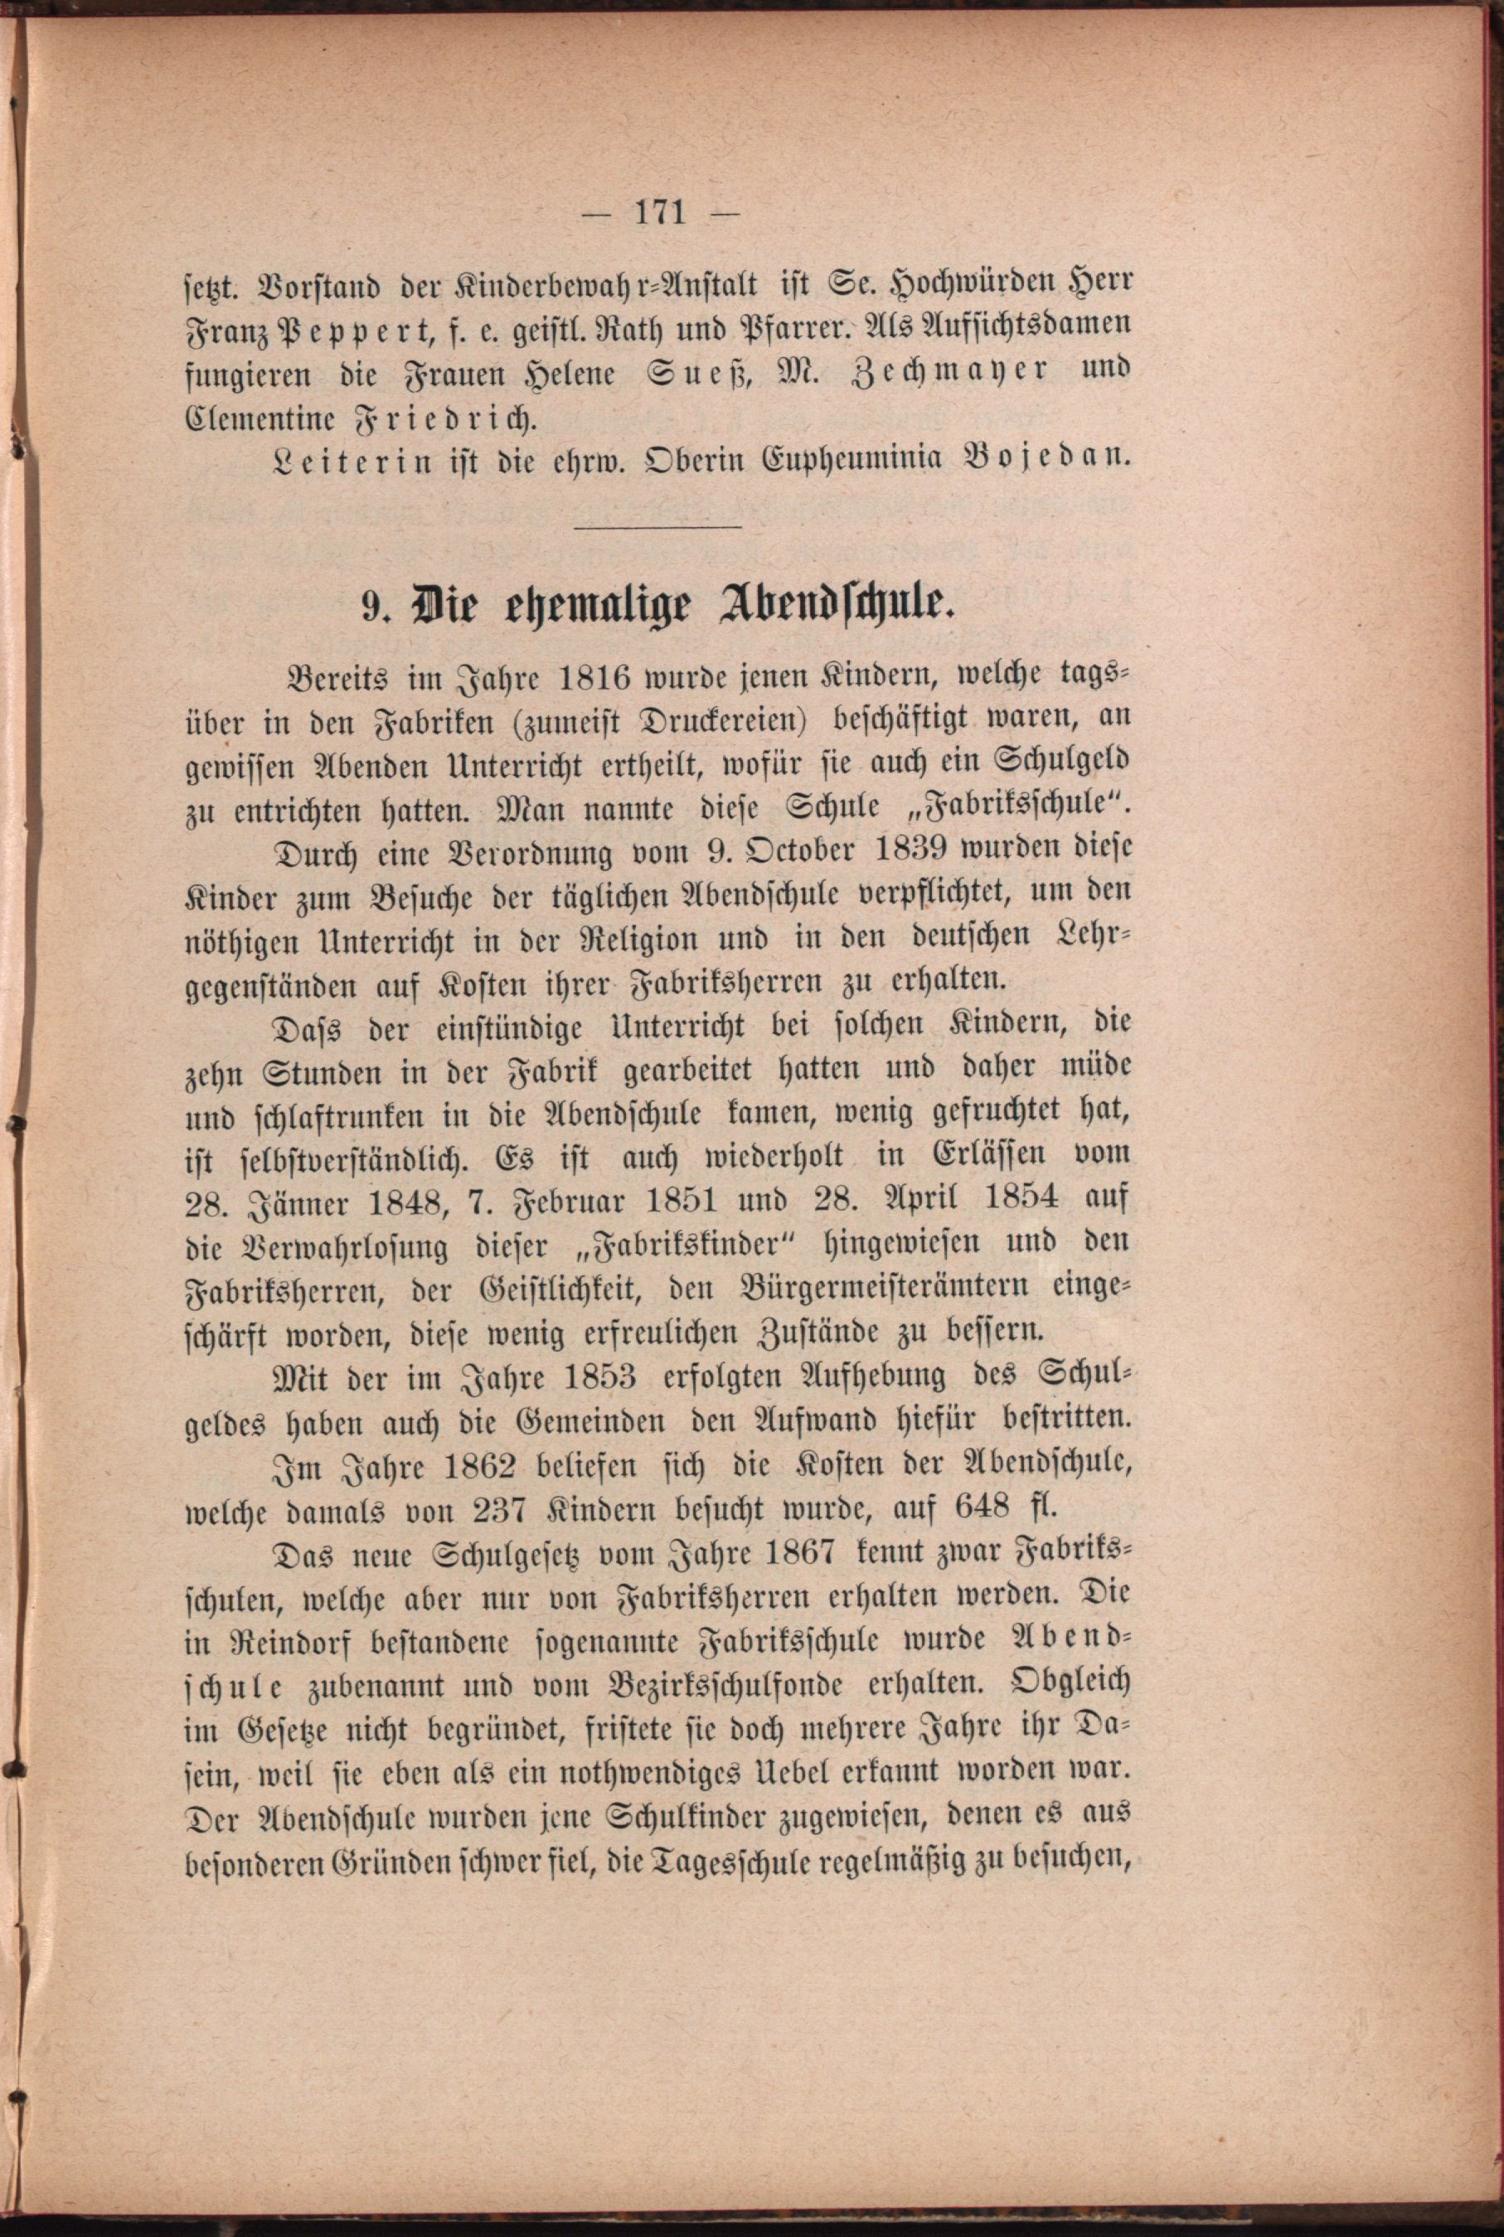 — 171 —
setzt. Vorstand der Kinderbewahr-Anstalt ist Se. Hochwürden Herr
Franz Peppert, f. e. geistl. Rath und Pfarrer. Als Aufsichtsdamen
fungieren die Frauen Helene Sueß, M. Zechmayer und
Clementine Friedrich.
Leiterin ist die ehrw. Oberin Eupheuminia Bojedan.
9. Die ehemalige Abendschule.
Bereits im Jahre 1816 wurde jenen Kindern, welche tags-
über in den Fabriken (zumeist Druckereien) beschäftigt waren, an
gewissen Abenden Unterricht ertheilt, wofür sie auch ein Schulgeld
zu entrichten hatten. Man nannte diese Schule „Fabriksschule“.
Durch eine Verordnung vom 9. October 1839 wurden diese
Kinder zum Besuche der täglichen Abendschule verpflichtet, um den
nöthigen Unterricht in der Religion und in den deutschen Lehr-
gegenständen auf Kosten ihrer Fabriksherren zu erhalten.
Dass der einstündige Unterricht bei solchen Kindern, die
zehn Stunden in der Fabrik gearbeitet hatten und daher müde
und schlaftrunken in die Abendschule kamen, wenig gefruchtet hat,
ist selbstverständlich. Es ist auch wiederholt in Erlässen vom
28. Jänner 1848, 7. Februar 1851 und 28. April 1854 auf
die Verwahrlosung dieser „Fabrikskinder“ hingewiesen und den
Fabriksherren, der Geistlichkeit, den Bürgermeisterämtern einge-
schärft worden, diese wenig erfreulichen Zustände zu bessern.
Mit der im Jahre 1853 erfolgten Aufhebung des Schul-
geldes haben auch die Gemeinden den Aufwand hiefür bestritten.
Im Jahre 1862 beliefen sich die Kosten der Abendschule,
welche damals von 237 Kindern besucht wurde, auf 648 fl.
Das neue Schulgesetz vom Jahre 1867 kennt zwar Fabriks-
schulen, welche aber nur von Fabriksherren erhalten werden. Die
in Reindorf bestandene sogenannte Fabriksschule wurde Abend-
schule zubenannt und vom Bezirksschulfonde erhalten. Obgleich
im Gesetze nicht begründet, fristete sie doch mehrere Jahre ihr Da-
sein, weil sie eben als ein nothwendiges Uebel erkannt worden war.
Der Abendschule wurden jene Schulkinder zugewiesen, denen es aus
besonderen Gründen schwer fiel, die Tagesschule regelmäßig zu besuchen,